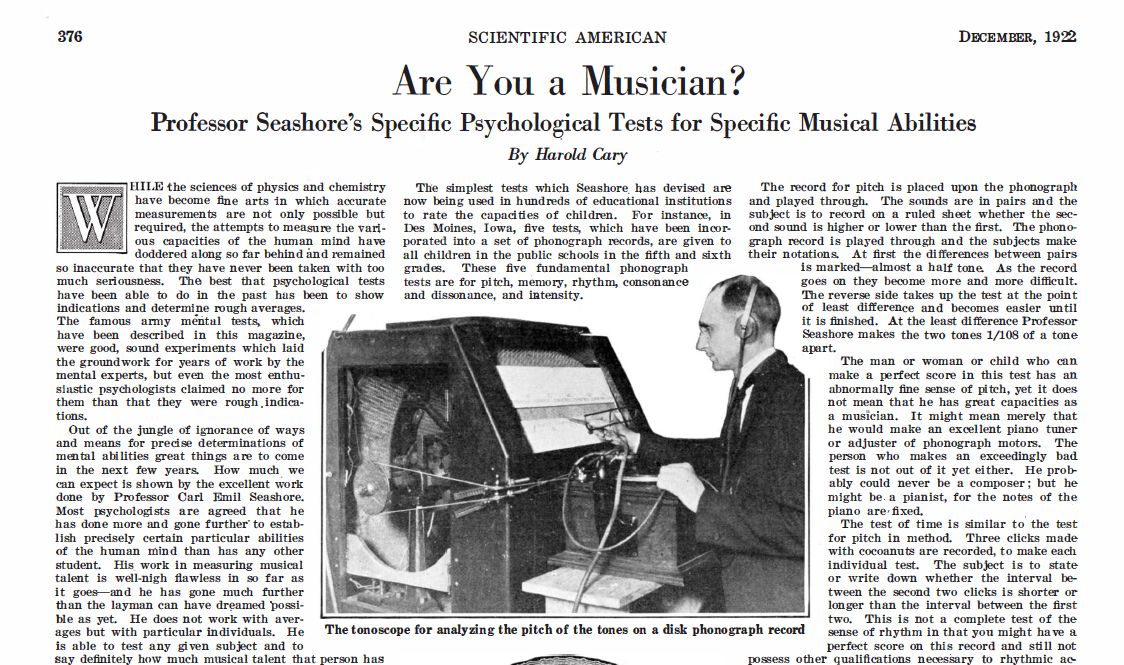 376
SCIENTIFIC AMERICAN
DECEMBER, 1922
Are You a Musician?
Professor Seashore's Specific Psychological Tests for Specific Musical Abilities
By Harold Cary
WHILE the sciences of physics and chemistry
have become fine arts in which accurate
measurements are not only possible but
required, the attempts to measure the vari-
ous capacities of the human mind have
doddered along so far behind and remained
so inaccurate that they have never been taken with too
much seriousness. The best that psychological tests
have been able to do in the past has been to show
indications and determine rough averages.
The famous army mental tests, which
have been described in this magazine,
were good, sound experiments which laid
the groundwork for years of work by the
mental experts, but even the most enthu-
siastic psychologists claimed no more for
them than that they were rough indica-
tions.
Out of the jungle of ignorance of ways
and means for precise determinations of
mental abilities great things are to come
in the next few years. How much we
can expect is shown by the excellent work
done by Professor Carl Emil Seashore.
Most psychologists are agreed that he
has done more and gone further to estab-
lish precisely certain particular abilities
of the human mind than has any other
student. His work in measuring musical
talent is well-nigh flawless in so far as
it goes—and he has gone much further
than the layman can have dreamed possi-
ble as yet. He does not work with aver-
ages but with particular individuals. He
is able to test any given subject and to
say definitely how much musical talent that person has
The simplest tests which Seashore has devised are
now being used in hundreds of educational institutions
to rate the capacities of children. For instance, in
Des Moines, Iowa, five tests, which have been incor-
porated into a set of phonograph records, are given to
all children in the public schools in the fifth and sixth
grades. These five fundamental phonograph
tests are for pitch, memory, rhythm, consonance
and dissonance, and intensity.
The tonoscope for analyzing the pitch of the tones on a disk phonograph record
The record for pitch is placed upon the phonograph
and played through. The sounds are in pairs and the
subject is to record on a ruled sheet whether the sec-
ond sound is higher or lower than the first. The phono-
graph record is played through and the subjects make
their notations. At first the differences between pairs
is marked—almost a half tone. As the record
goes on they become more and more difficult.
The reverse side takes up the test at the point
of least difference and becomes easier until
it is finished. At the least difference Professor
Seashore makes the two tones 1/108 of a tone
apart.
The man or woman or child who can
make a perfect score in this test has an
abnormally fine sense of pitch, yet it does
not mean that he has great capacities as
a musician. It might mean merely that
he would make an excellent piano tuner
or adjuster of phonograph motors. The
person who makes an exceedingly bad
test is not out of it yet either. He prob-
ably could never be a composer; but he
might be a pianist, for the notes of the
piano are fixed.
The test of time is similar to the test
for pitch in method. Three clicks made
with cocoanuts are recorded, to make each
individual test. The subject is to state
or write down whether the interval be-
tween the second two clicks is shorter or
longer than the interval between the first
two. This is not a complete test of the
sense of rhythm in that you might have a
perfect score on this record and still not
possess other qualifications necessary to rhythmic ac-